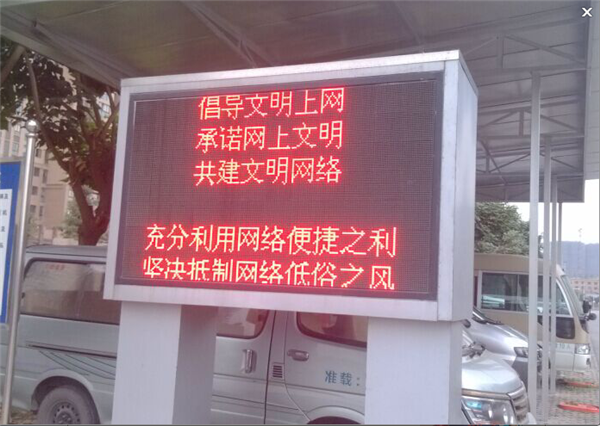 倡导文明上网
承诺网上文明
共建文明网络
充分利用网络便捷之利
坚决抵制网络低俗之风
准载：